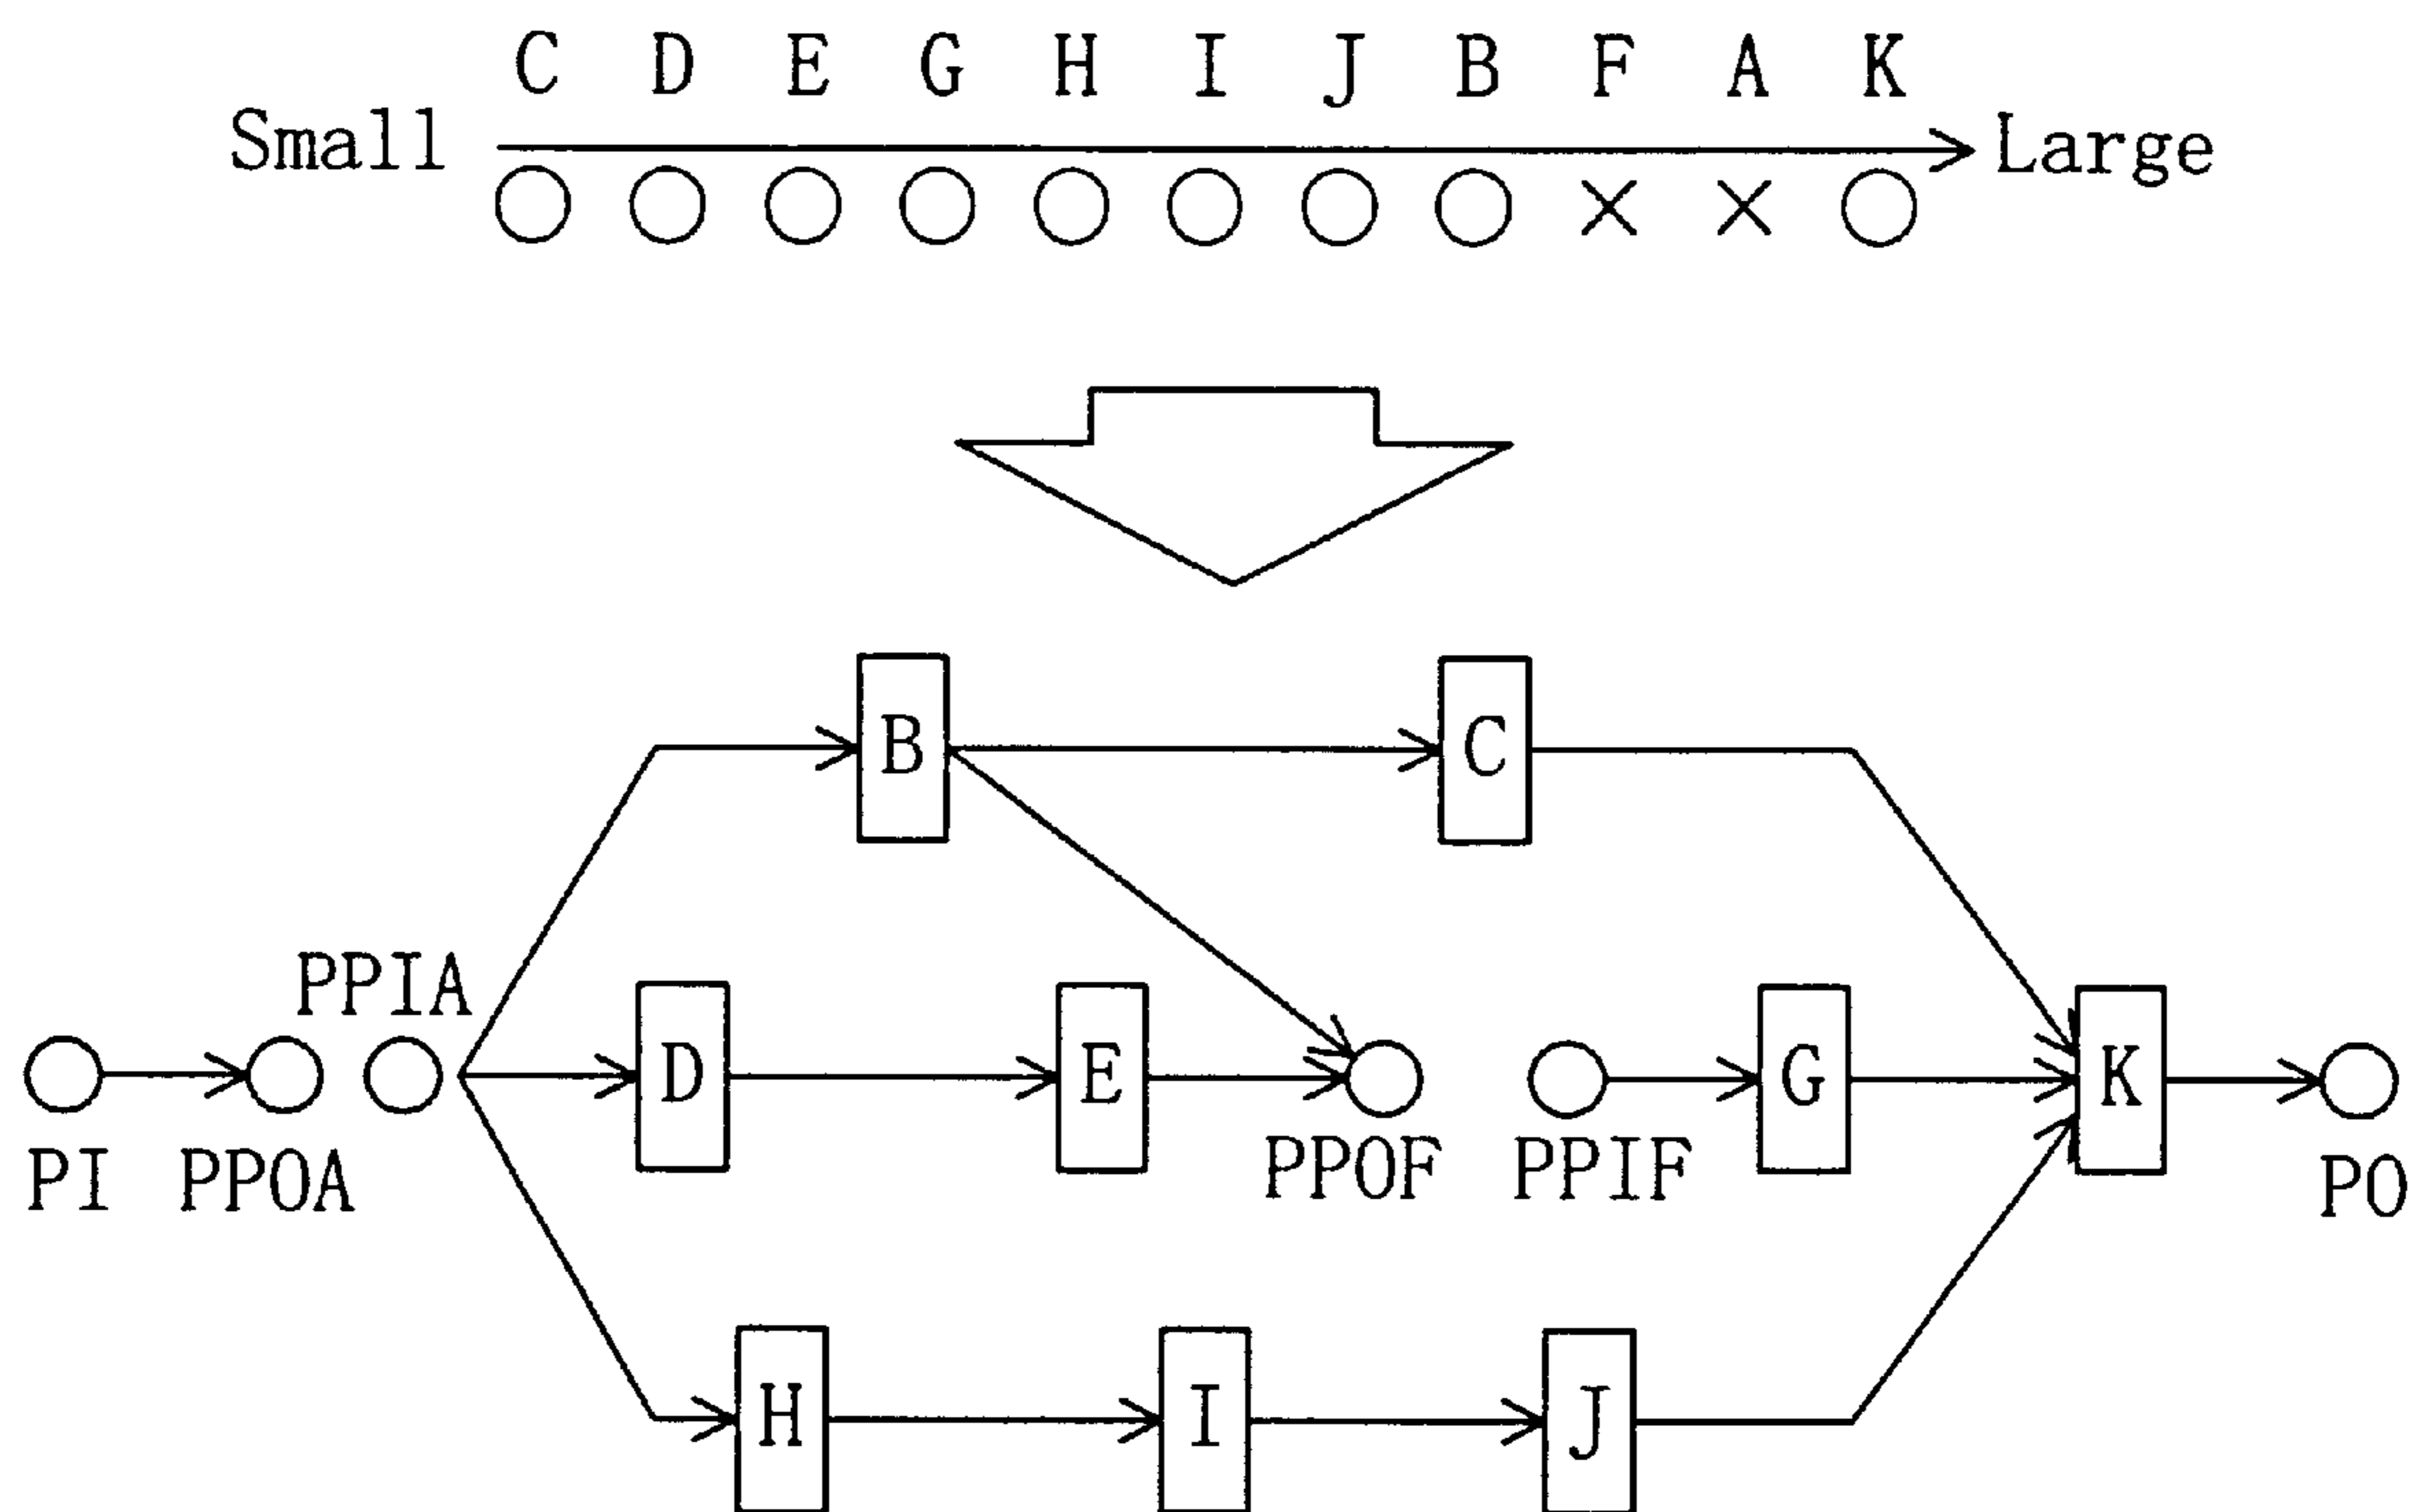 C D E G H I J B F A K
Small Large
B C
PPIA
D E G K
PI PPOA PPOF PPIF PO
H I J